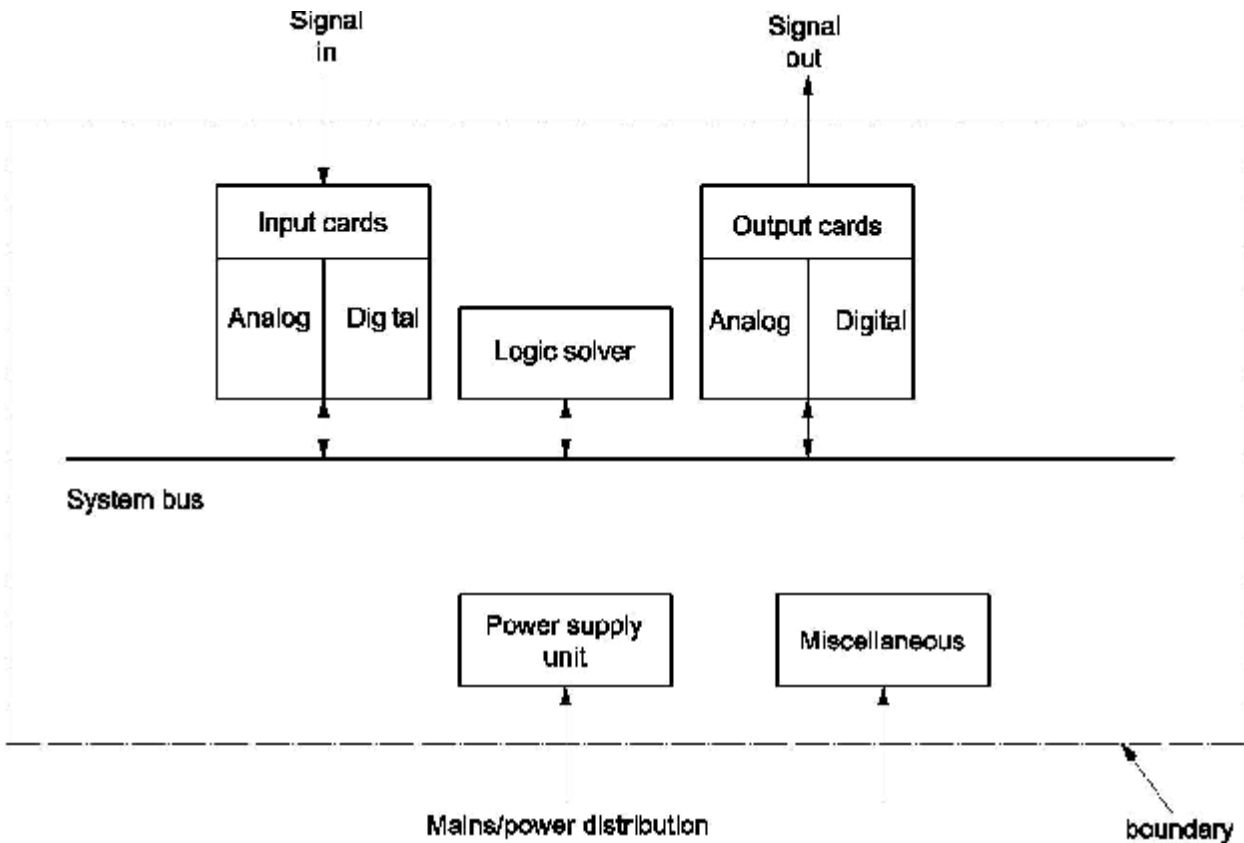 Signal
in
Signal
out
Input cards
Output cards
Analog
Dig tal
Logic solver
Analog
Digital
System bus
Power supply
unit
Miscellaneous
Mains/power distribution
boundary